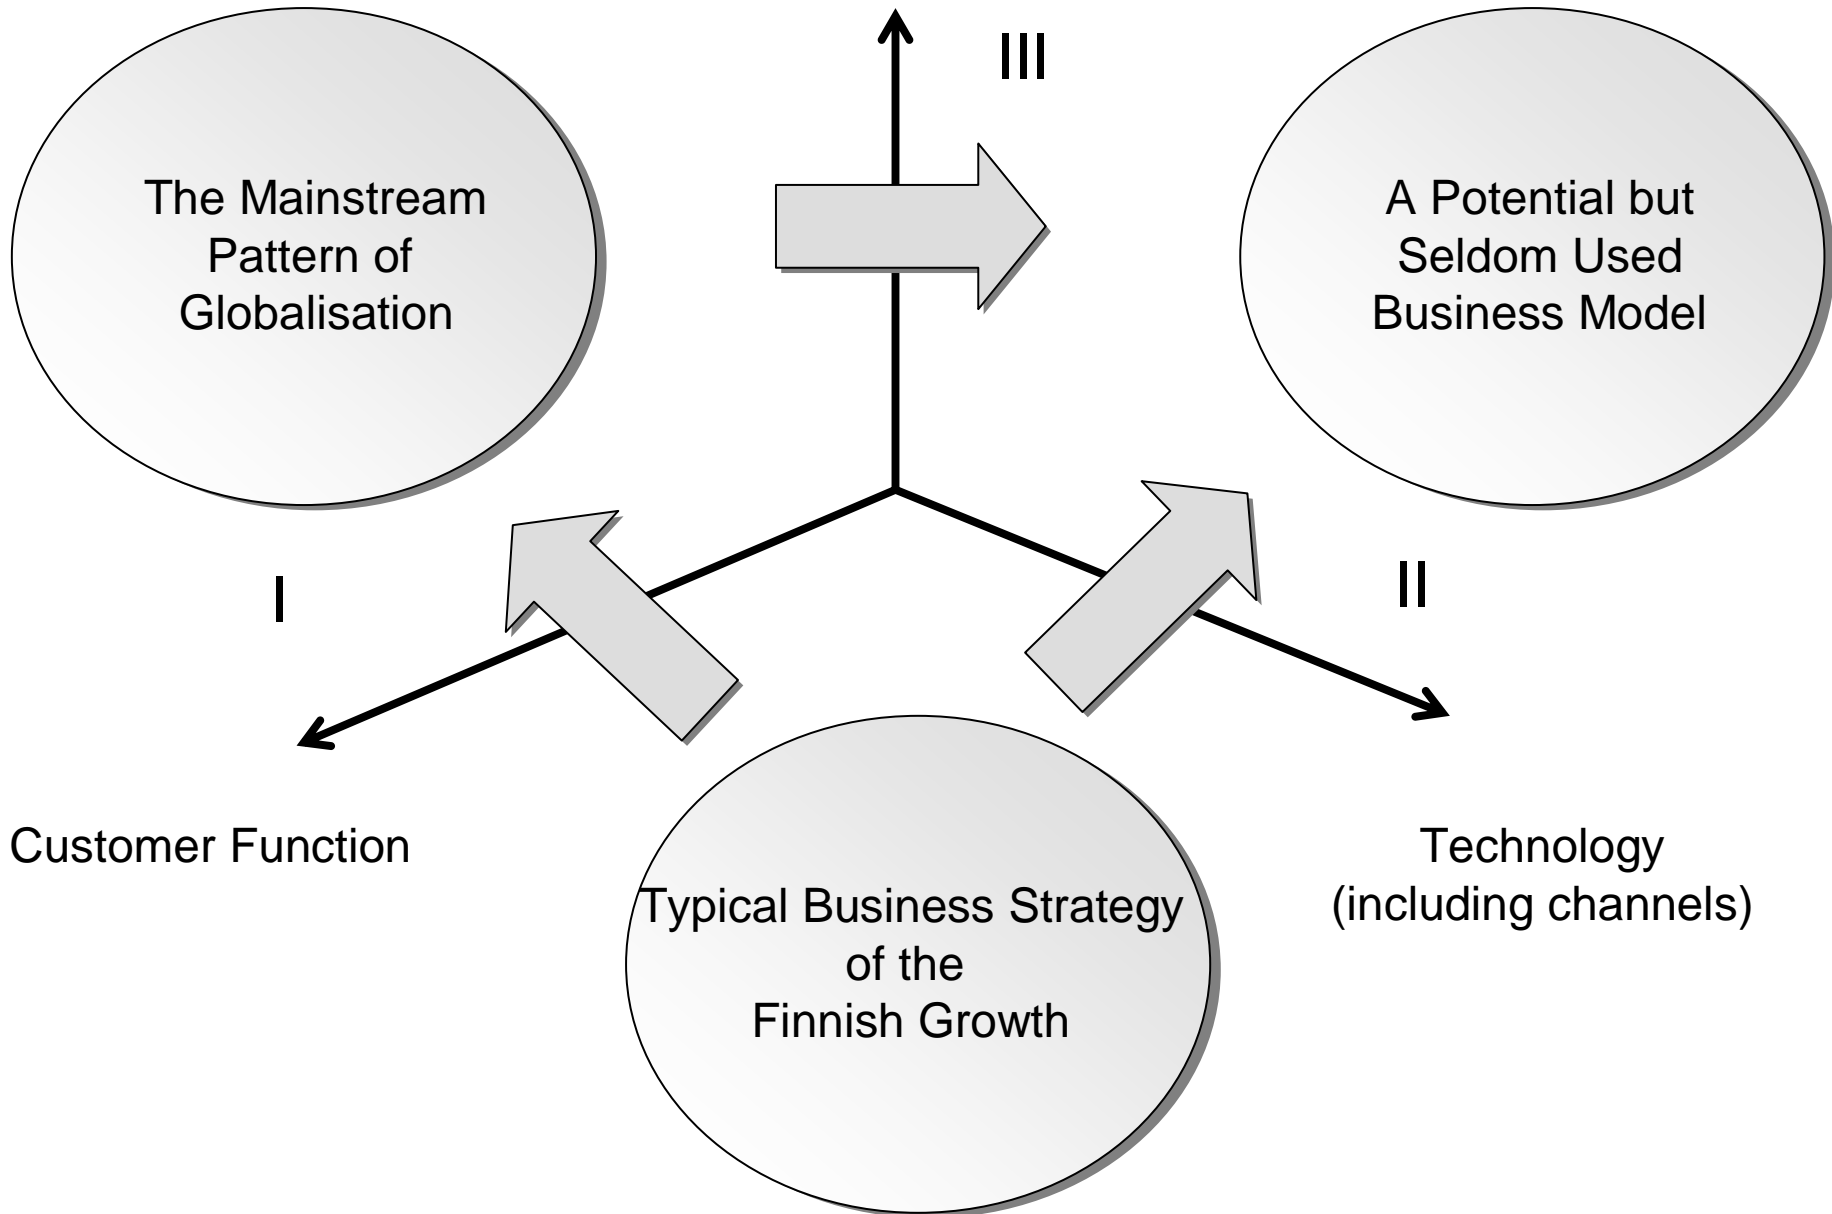 III
The Mainstream
Pattern of
Globalisation
A Potential but
Seldom Used
Business Model
I
II
Customer Function
Typical Business Strategy
of the
Finnish Growth
Technology
(including channels)